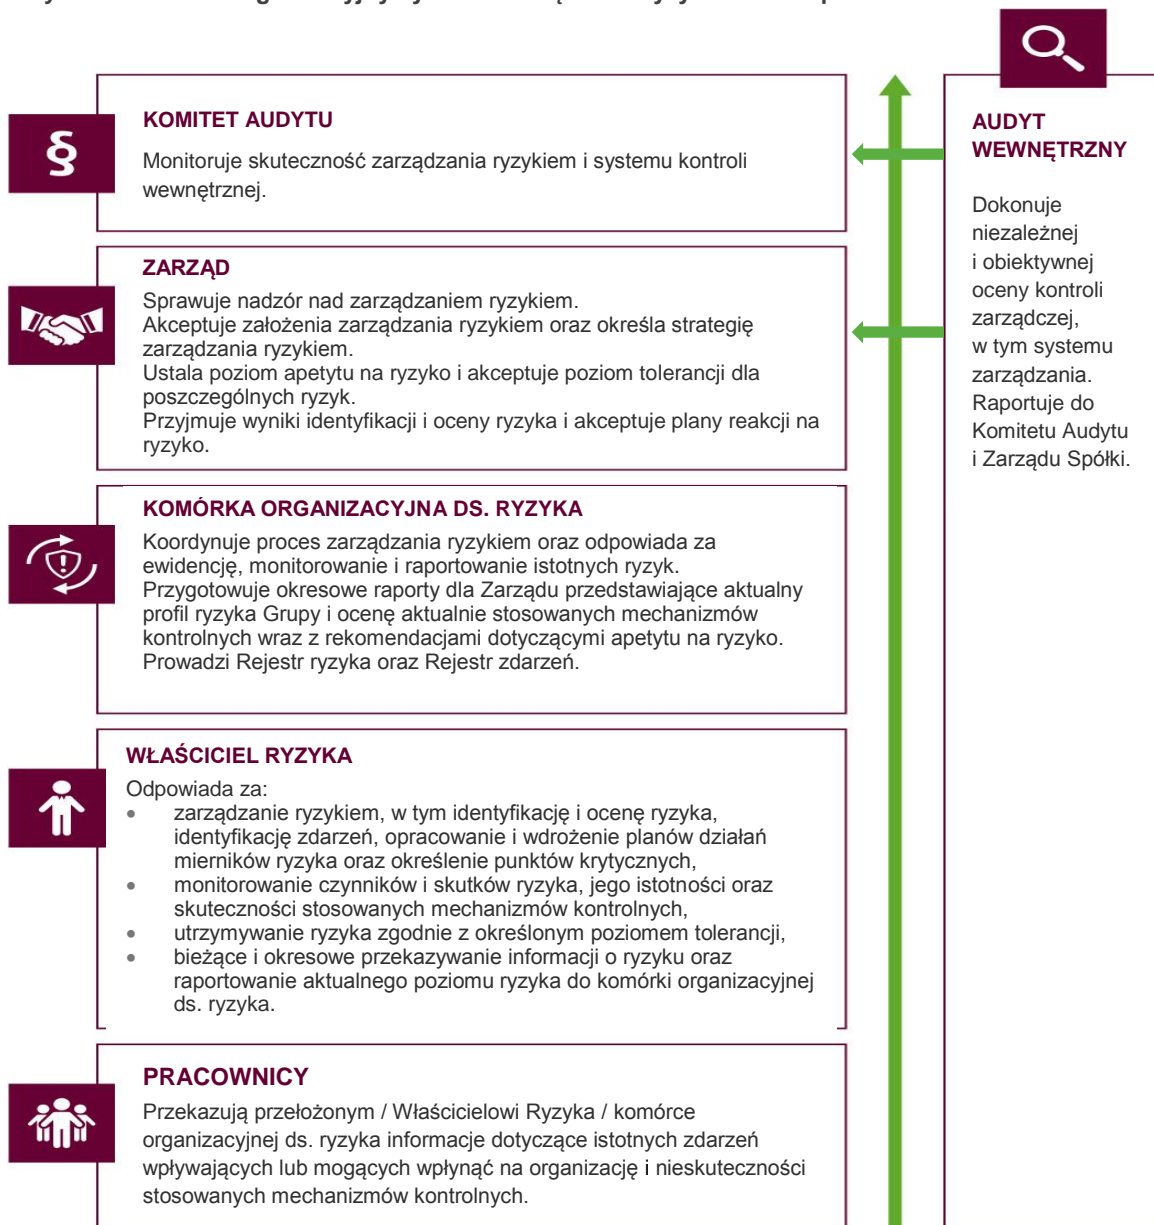 §
KOMITET AUDYTU
Monitoruje skuteczność zarządzania ryzykiem i systemu kontroli
wewnętrznej.
ZARZĄD
Sprawuje nadzór nad zarządzaniem ryzykiem.
Akceptuje założenia zarządzania ryzykiem oraz określa strategię
zarządzania ryzykiem.
Ustala poziom apetytu na ryzyko i akceptuje poziom tolerancji dla
poszczególnych ryzyk.
Przyjmuje wyniki identyfikacji i oceny ryzyka i akceptuje plany reakcji na
ryzyko.
KOMÓRKA ORGANIZACYJNA DS. RYZYKA
Koordynuje proces zarządzania ryzykiem oraz odpowiada za
ewidencję, monitorowanie i raportowanie istotnych ryzyk.
Przygotowuje okresowe raporty dla Zarządu przedstawiające aktualny
profil ryzyka Grupy i ocenę aktualnie stosowanych mechanizmów
kontrolnych wraz z rekomendacjami dotyczącymi apetytu na ryzyko.
Prowadzi Rejestr ryzyka oraz Rejestr zdarzeń.
WŁAŚCICIEL RYZYKA
Odpowiada za:
• zarządzanie ryzykiem, w tym identyfikację i ocenę ryzyka,
identyfikację zdarzeń, opracowanie i wdrożenie planów działań
mierników ryzyka oraz określenie punktów krytycznych,
• monitorowanie czynników i skutków ryzyka, jego istotności oraz
skuteczności stosowanych mechanizmów kontrolnych,
• utrzymywanie ryzyka zgodnie z określonym poziomem tolerancji,
• bieżące i okresowe przekazywanie informacji o ryzyku oraz
raportowanie aktualnego poziomu ryzyka do komórki organizacyjnej
ds. ryzyka.
PRACOWNICY
Przekazują przełożonym / Właścicielowi Ryzyka / komórce
organizacyjnej ds. ryzyka informacje dotyczące istotnych zdarzeń
wpływających lub mogących wpłynąć na organizację i nieskuteczności
stosowanych mechanizmów kontrolnych.
AUDYT
WEWNĘTRZNY
Dokonuje
niezależnej
i obiektywnej
oceny kontroli
zarządczej,
w tym systemu
zarządzania.
Raportuje do
Komitetu Audytu
i Zarządu Spółki.